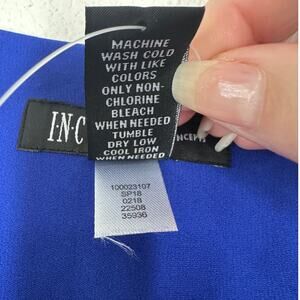 MACHINE
WASH COLD
WITH LIKE
COLORS
ONLY NON-
CHLORINE
BLEACH
WHEN NEEDED
TUMBLE
DRY LOW
COOL IRON
WHEN NEEDED
I.N.C
CONCEPTS
100023107
SP18
0218
22508
35936